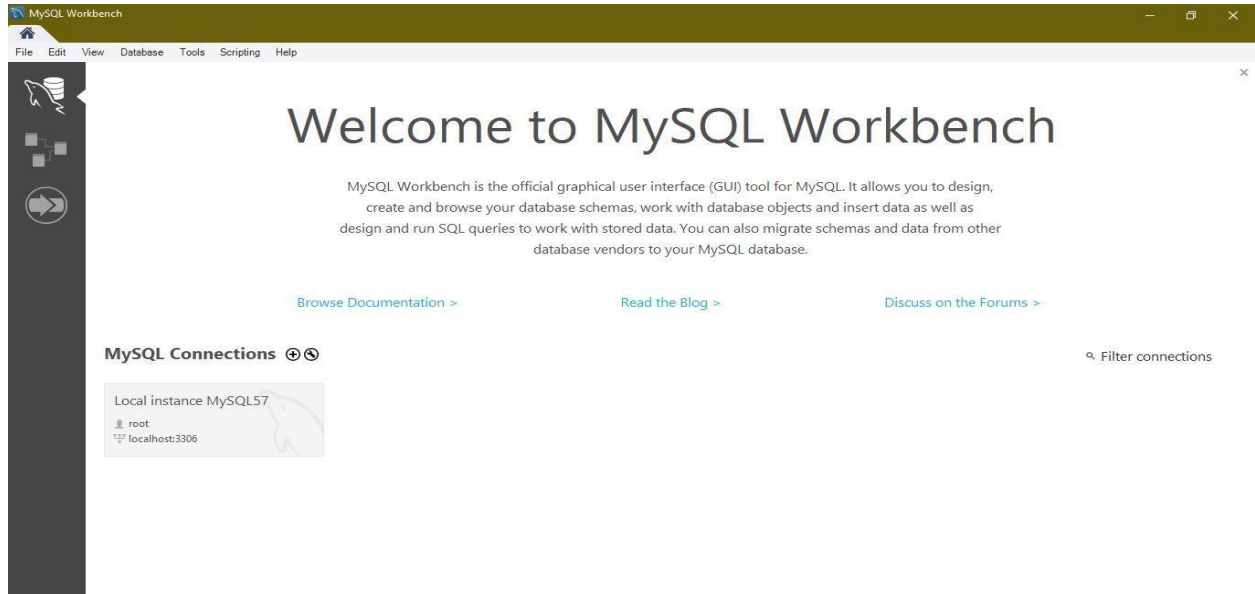 MySQL Workbench
File Edit View Database Tools Scripting Help
Welcome to MySQL Workbench
MySQL Workbench is the official graphical user interface (GUI) tool for MySQL. It allows you to design,
create and browse your database schemas, work with database objects and insert data as well as
design and run SQL queries to work with stored data. You can also migrate schemas and data from other
database vendors to your MySQL database.
Browse Documentation > Read the Blog > Discuss on the Forums >
MySQL Connections Filter connections
Local instance MySQL57
root
localhost:3306